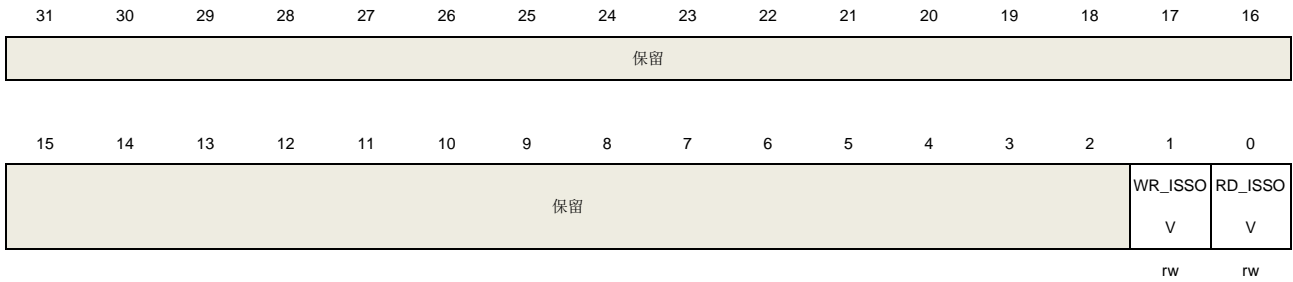 31 30 29 28 27 26 25 24 23 22 21 20 19 18 17 16
保留
15 14 13 12 11 10 9 8 7 6 5 4 3 2 1 0
保留
WR_ISSO RD_ISSO
V V
rw rw